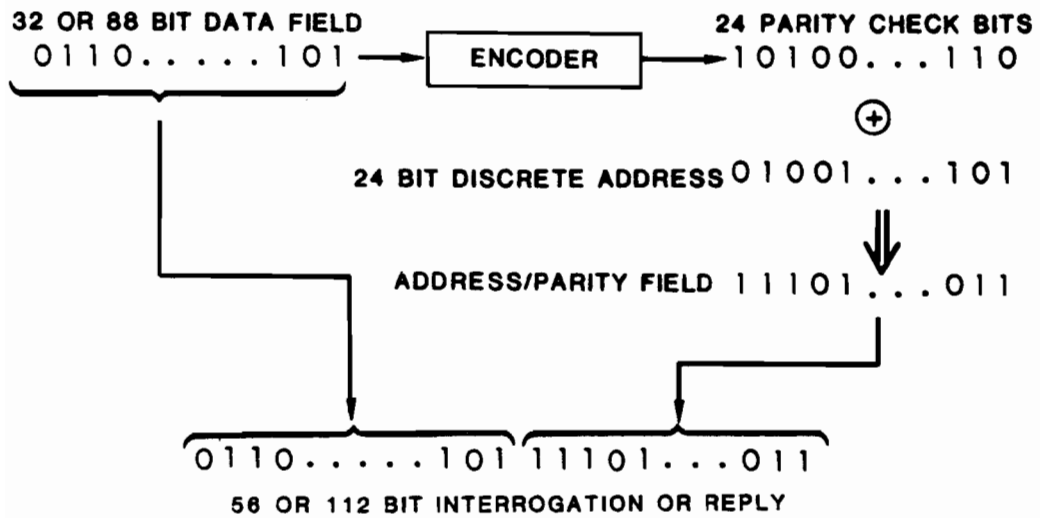 32 OR 88 BIT DATA FIELD
0110.....101
ENCODER
24 PARITY CHECK BITS
10100...110
+
24 BIT DISCRETE ADDRESS 01001...101
ADDRESS/PARITY FIELD 11101...011
0110.....101 11101...011
56 OR 112 BIT INTERROGATION OR REPLY